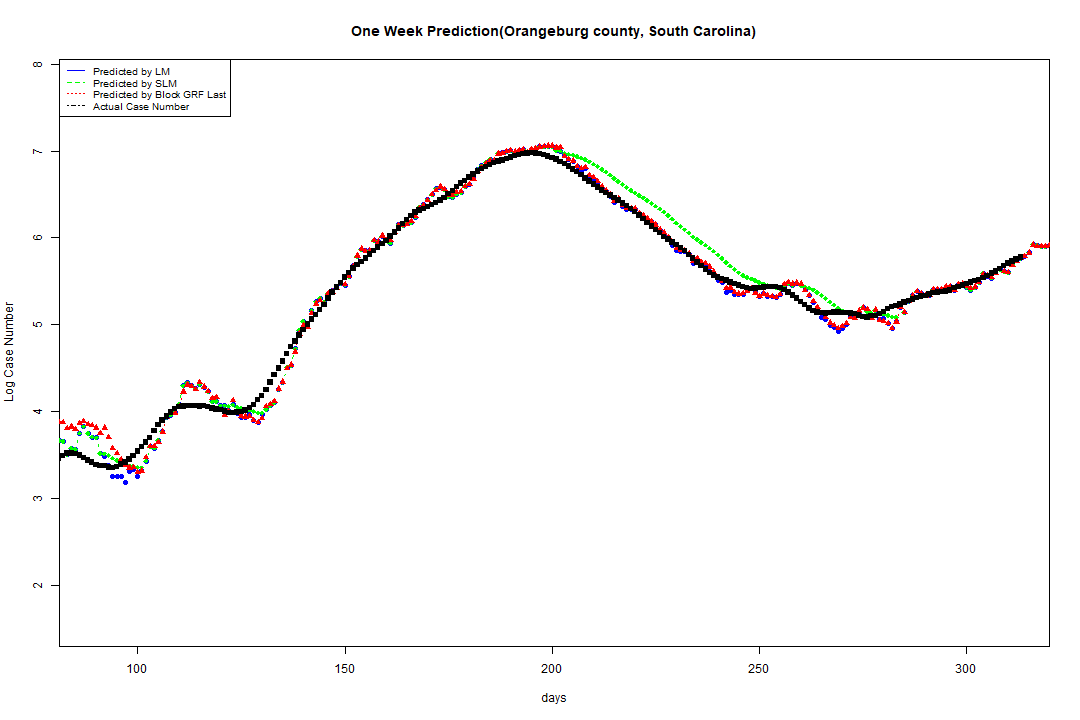 One Week Prediction(Orangeburg county, South Carolina)
Predicted by LM
Predicted by SLM
Predicted by Block GRF Last
Actual Case Number
8
7
6
5
4
3
2
Log Case Number
100 150 200 250 300
days